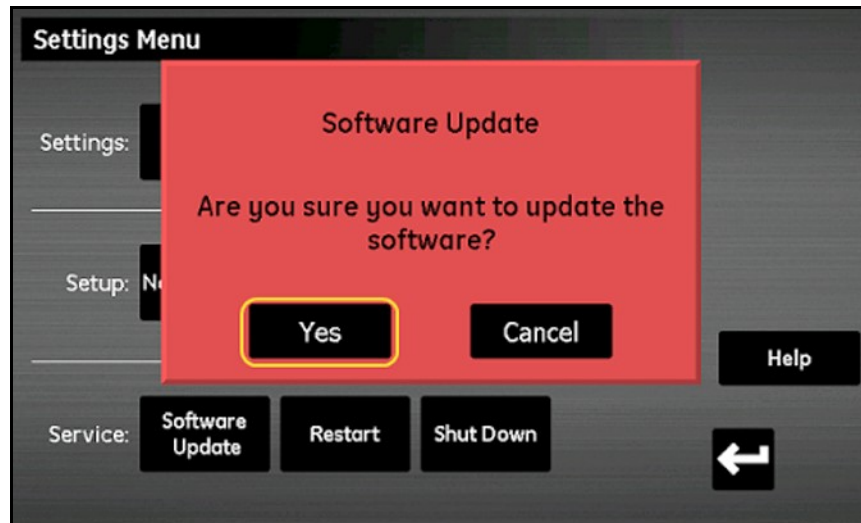 Settings Menu
Software Update
Settings:
Are you sure you want to update the
software?
Setup:
Yes
Cancel
Help
Service:
Software
Update
Restart
Shut Down